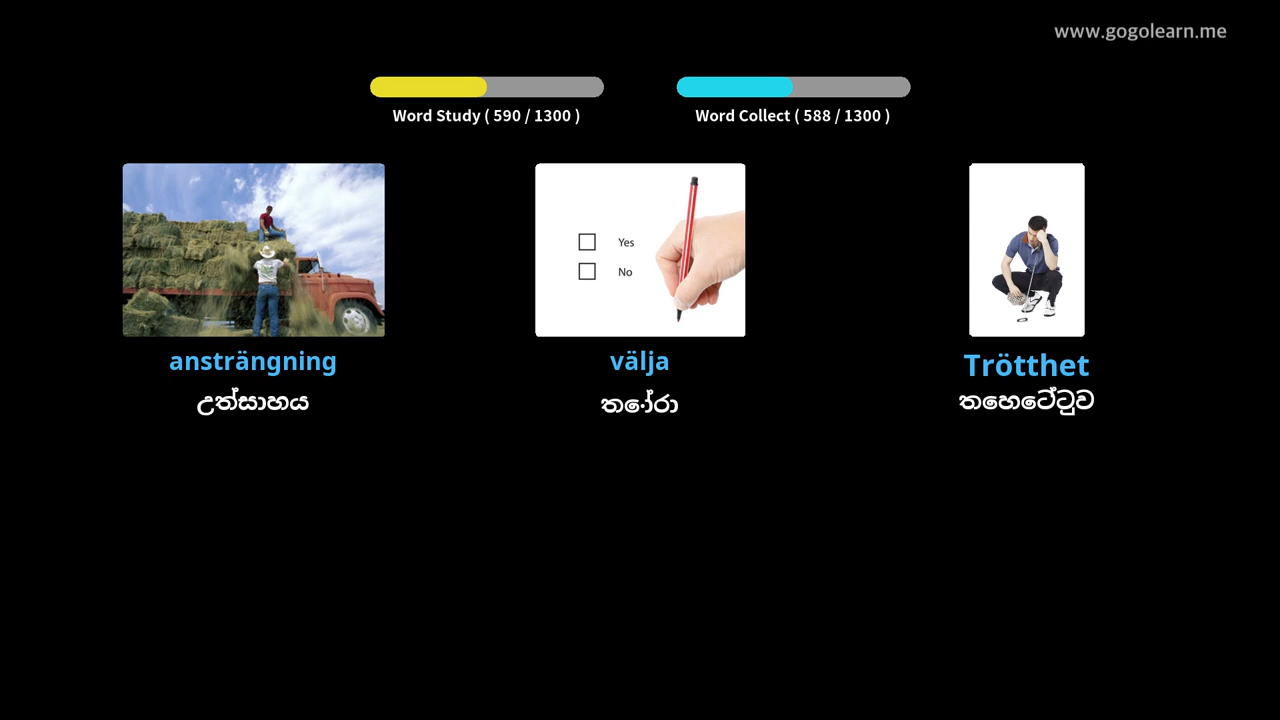 www.gogolearn.me
Word Study ( 590 / 1300 )
Word Collect ( 588 / 1300 )
Yes
No
ansträngning
välja
Trötthet
උත්සාහය